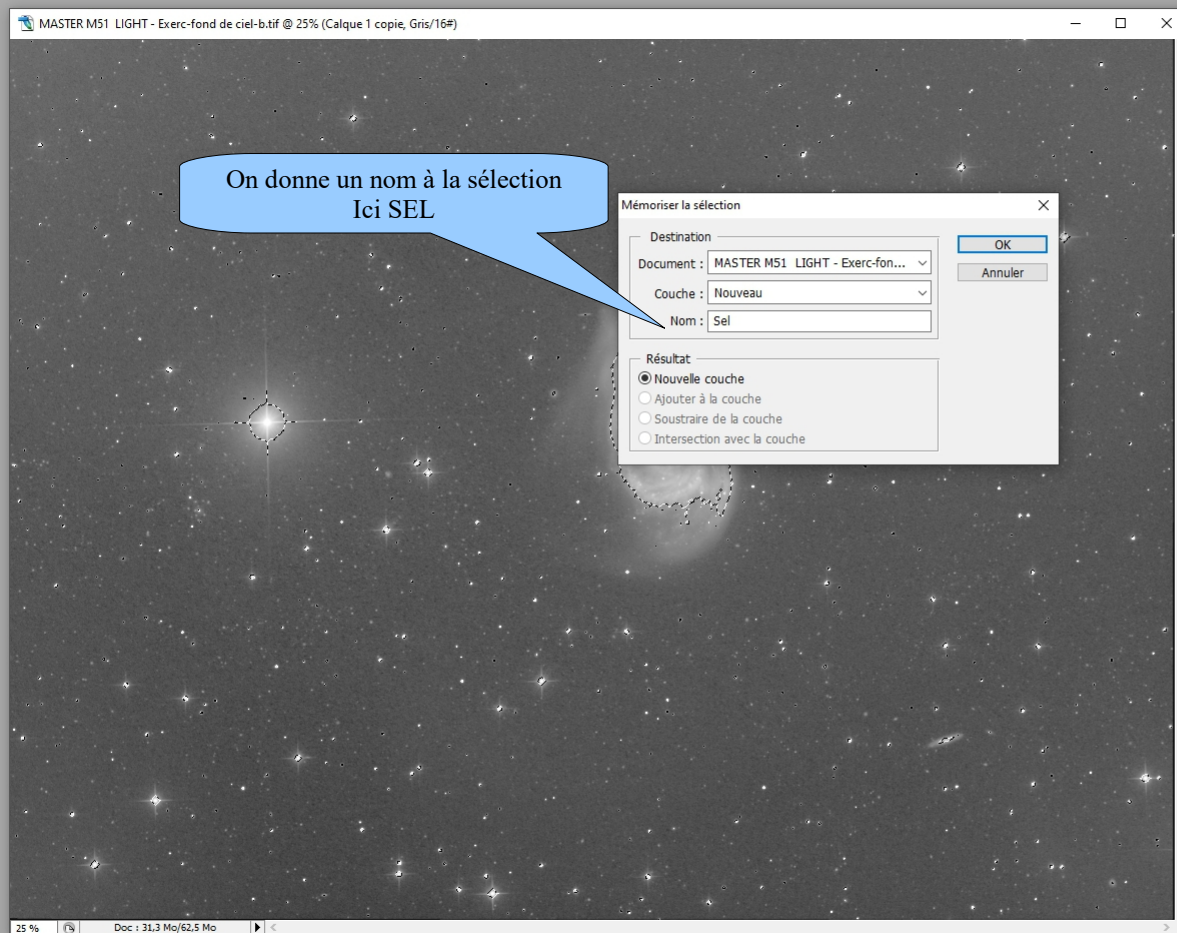 MASTER M51 LIGHT - Exerc-fond de ciel-b.tif @ 25% (Calque 1 copie, Gris/16#)
On donne un nom à la sélection
Ici SEL
Mémoriser la sélection
Destination
Document : MASTER M51 LIGHT - Exerc-fon...
Couche : Nouveau
Nom : Sel
OK
Annuler
Résultat
Nouvelle couche
Ajouter à la couche
Soustraire de la couche
Intersection avec la couche
25 % Doc : 31,3 Mo/62,5 Mo